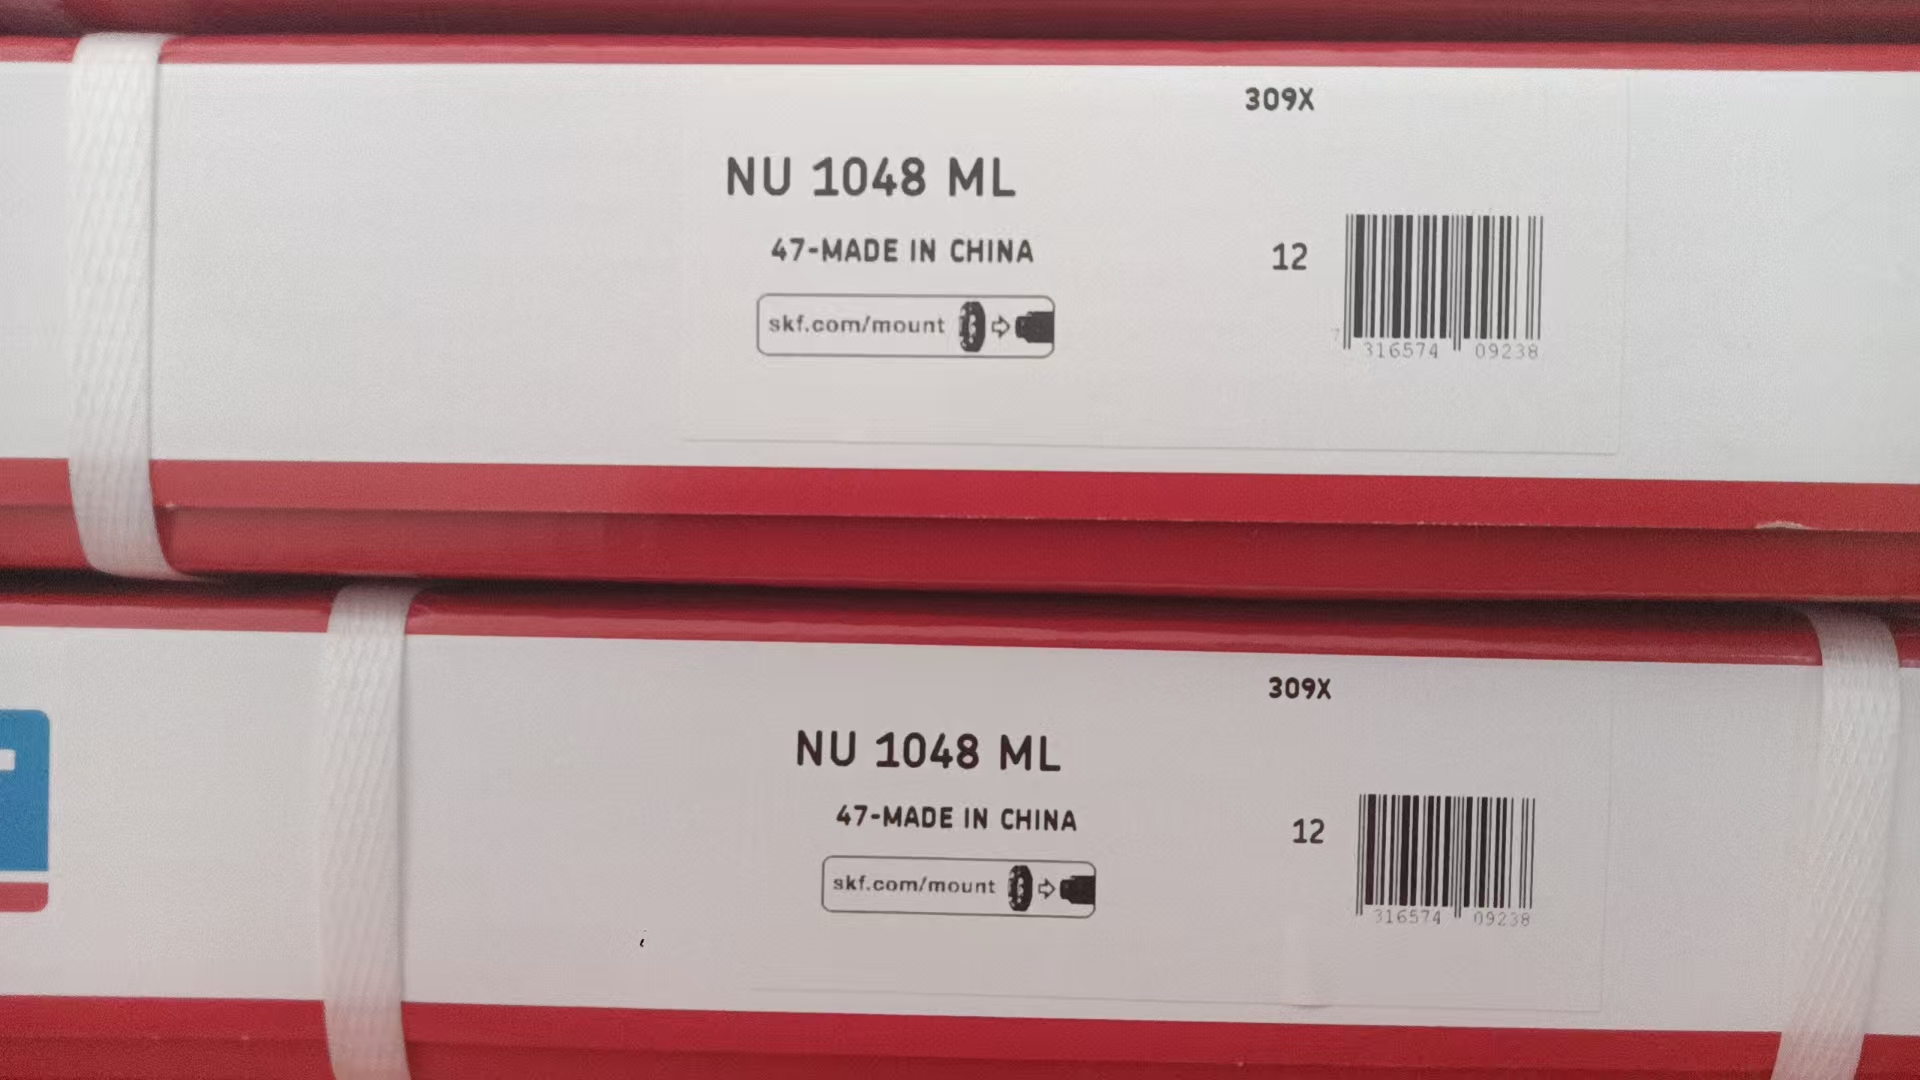 309X
NU 1048 ML
47-MADE IN CHINA
12
skf.com/mount
7 316574 09238
309X
NU 1048 ML
47-MADE IN CHINA
12
skf.com/mount
316574 09238